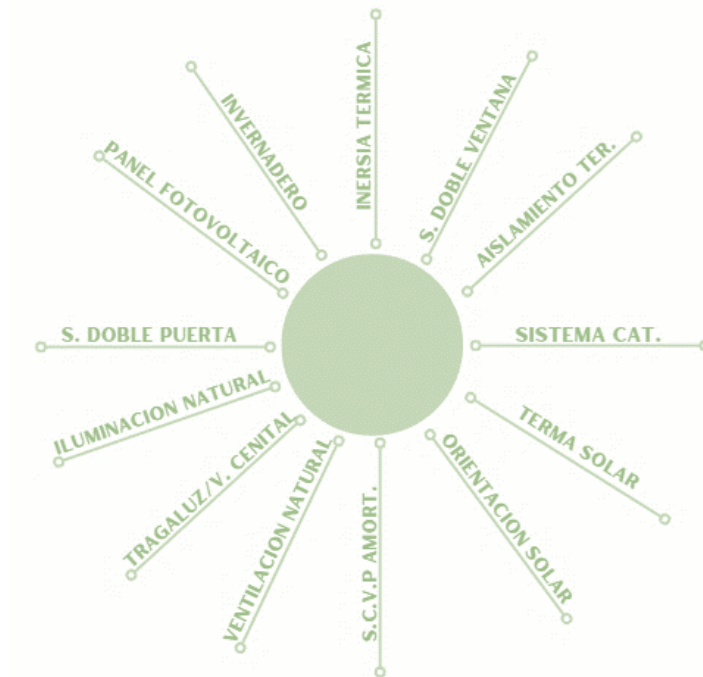 INERSIA TERMICA
S. DOBLE VENTANA
AISLAMIENTO TER.
SISTEMA CAT.
TERMA SOLAR
ORIENTACION SOLAR
S.C.V.P AMORT.
VENTILACION NATURAL
TRAGALUZ/V. CENITAL
ILUMINACION NATURAL
S. DOBLE PUERTA
PANEL FOTOVOLTAICO
INVERNADERO